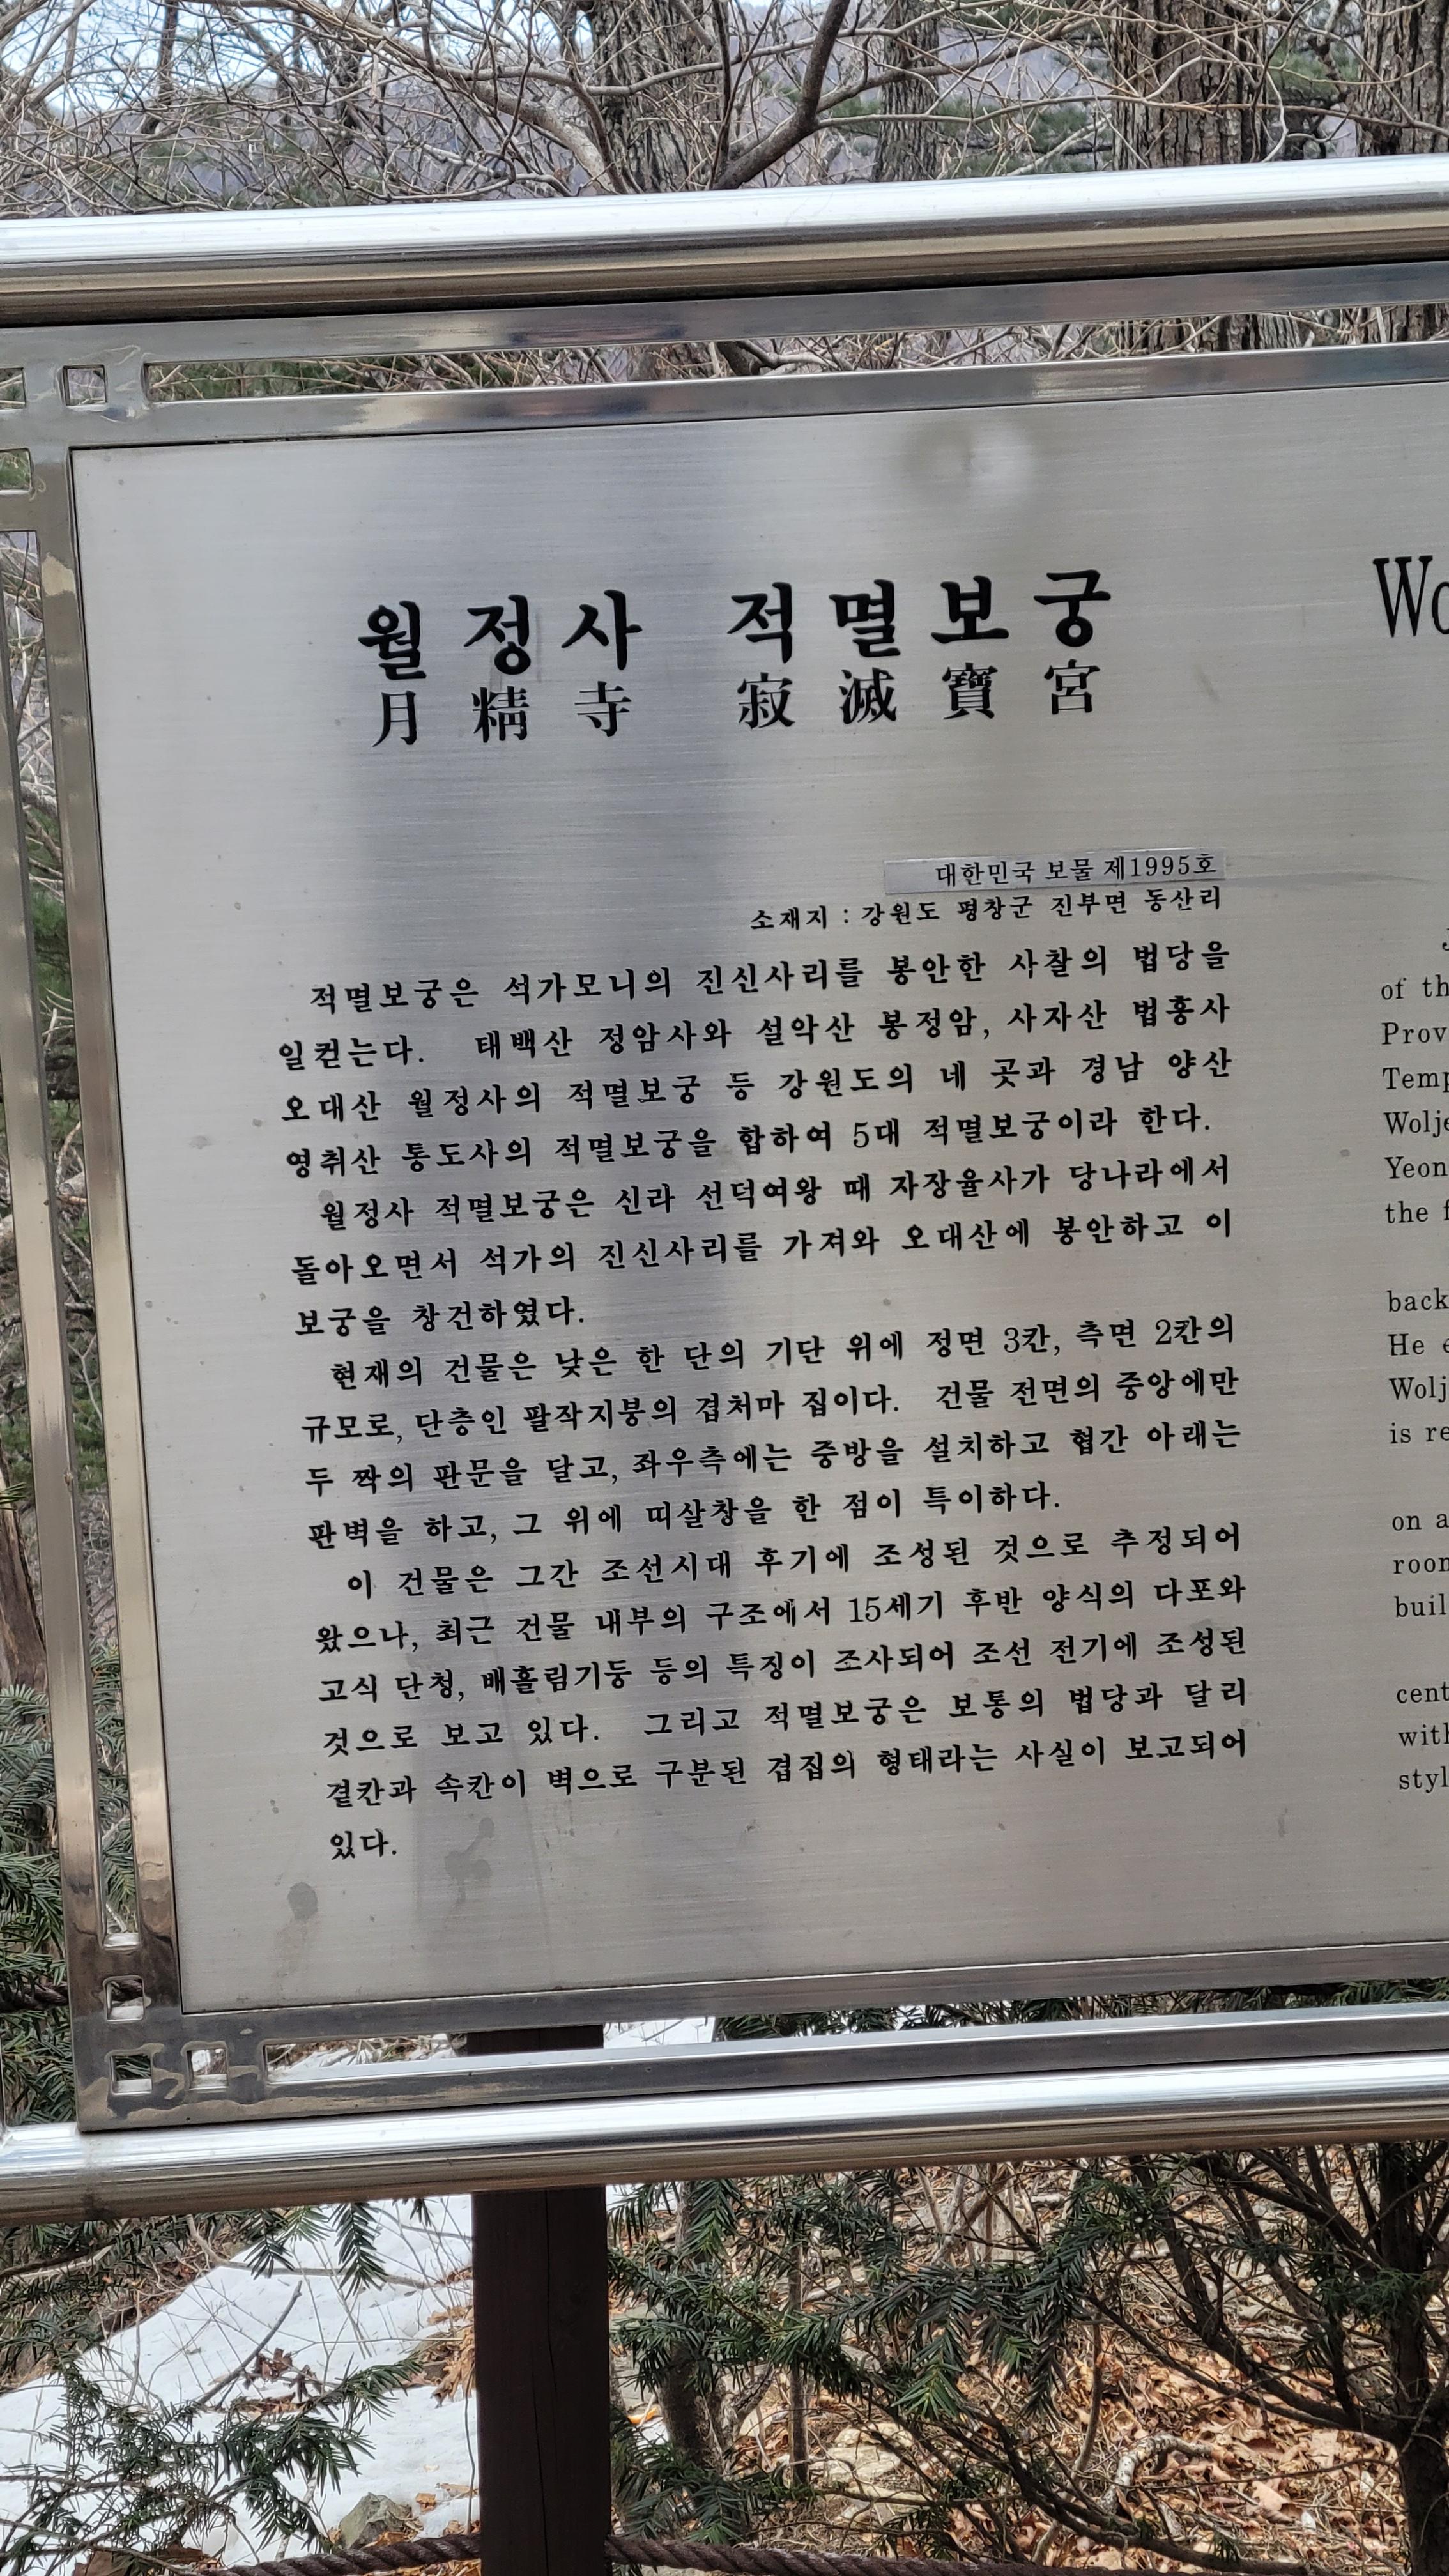 월정사 적멸보궁
月精寺 寂滅寶宮
대한민국 보물 제1995호
소재지 : 강원도 평창군 진부면 동산리
적멸보궁은 석가모니의 진신사리를 봉안한 사찰의 법당을
일컫는다. 태백산 정암사와 설악산 봉정암, 사자산 법흥사
오대산 월정사의 적멸보궁 등 강원도의 네 곳과 경남 양산
영취산 통도사의 적멸보궁을 합하여 5대 적멸보궁이라 한다.
월정사 적멸보궁은 신라 선덕여왕 때 자장율사가 당나라에서
돌아오면서 석가의 진신사리를 가져와 오대산에 봉안하고 이
보궁을 창건하였다.
현재의 건물은 낮은 한 단의 기단 위에 정면 3칸, 측면 2칸의
규모로, 단층인 팔작지붕의 겹처마 집이다. 건물 전면의 중앙에만
두 짝의 판문을 달고, 좌우측에는 중방을 설치하고 협간 아래는
판벽을 하고, 그 위에 띠살창을 한 점이 특이하다.
이 건물은 그간 조선시대 후기에 조성된 것으로 추정되어
왔으나, 최근 건물 내부의 구조에서 15세기 후반 양식의 다포와
고식 단청, 배흘림기둥 등의 특징이 조사되어 조선 전기에 조성된
것으로 보고 있다. 그리고 적멸보궁은 보통의 법당과 달리
겉칸과 속칸이 벽으로 구분된 겹집의 형태라는 사실이 보고되어
있다.
Wo
of th
Prov
Temp
Wolje
Yeon
the f
back
He e
Wolj
is re
on a
room
buil
cent
with
styl